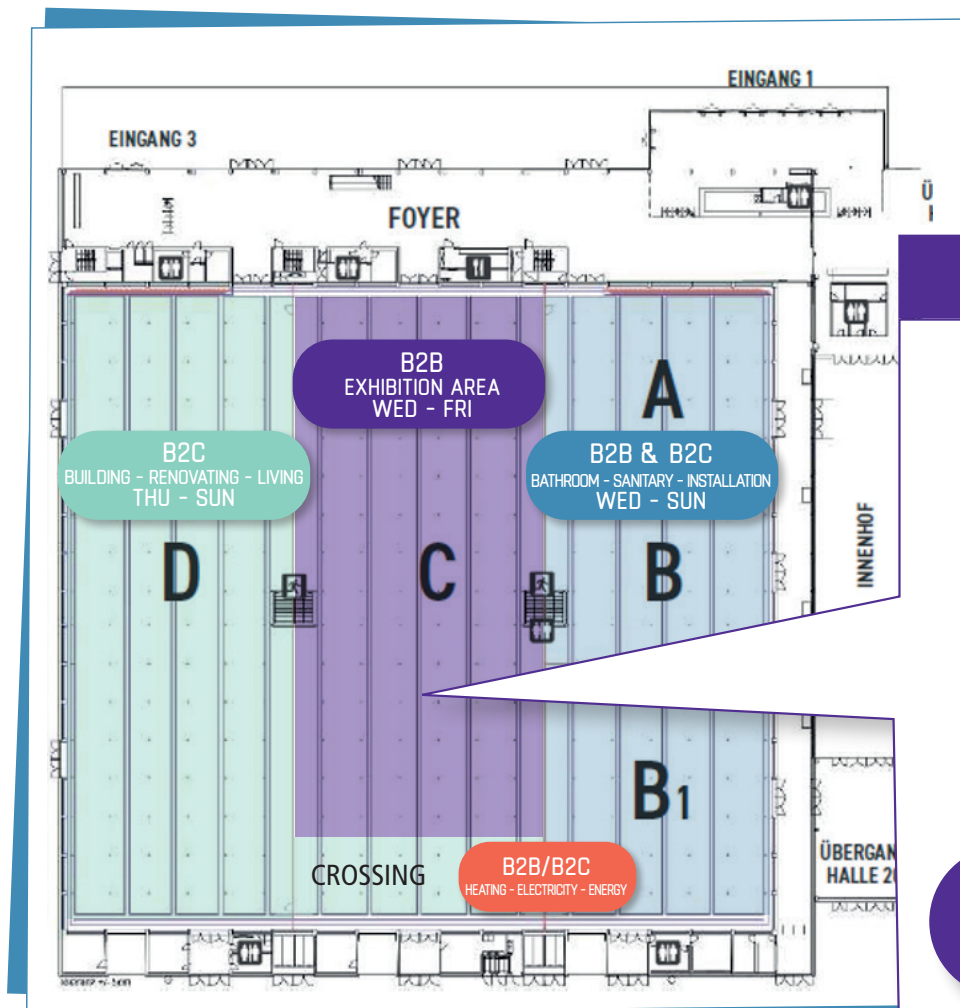 EINGANG 1
EINGANG 3
FOYER
B2B
EXHIBITION AREA
WED - FRI
A
B2C
BUILDING - RENOVATING - LIVING
THU - SUN
B2B & B2C
BATHROOM - SANITARY - INSTALLATION
WED - SUN
D
C
B
INNENHOF
B1
CROSSING
B2B/B2C
HEATING - ELECTRICITY - ENERGY
ÜBERGAN
HALLE 20